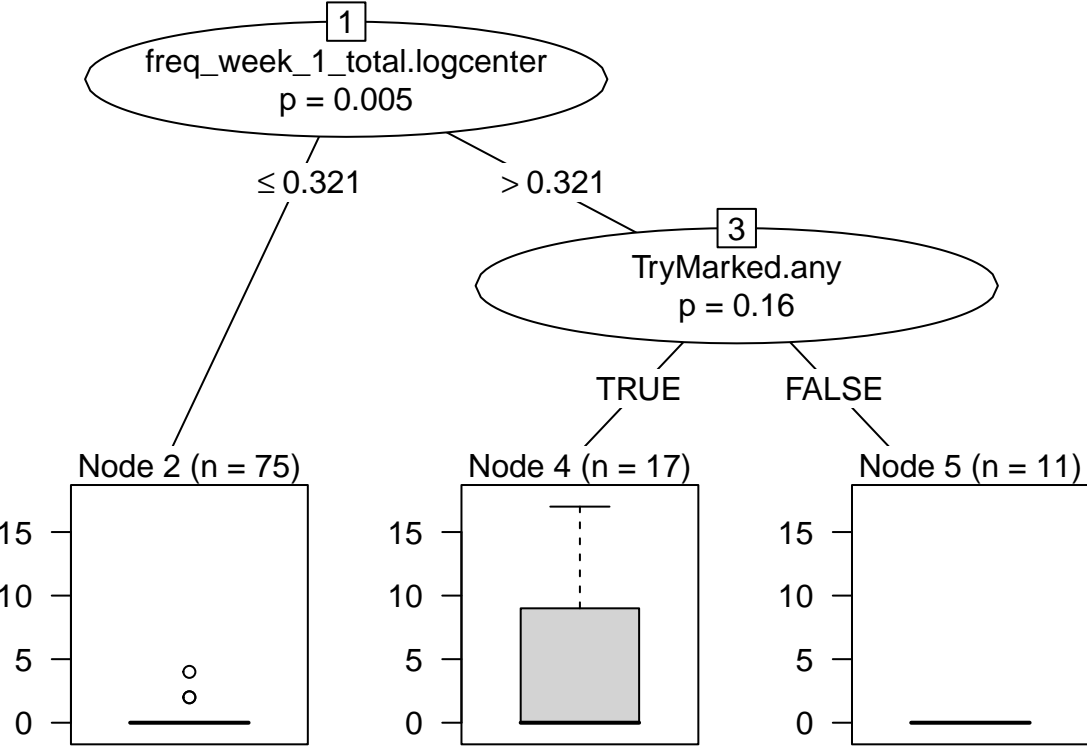 1
freq_week_1_total.logcenter
p = 0.005
≤ 0.321
> 0.321
3
TryMarked.any
p = 0.16
TRUE
FALSE
Node 2 (n = 75)
Node 4 (n = 17)
Node 5 (n = 11)
15
10
5
0
15
10
5
0
15
10
5
0